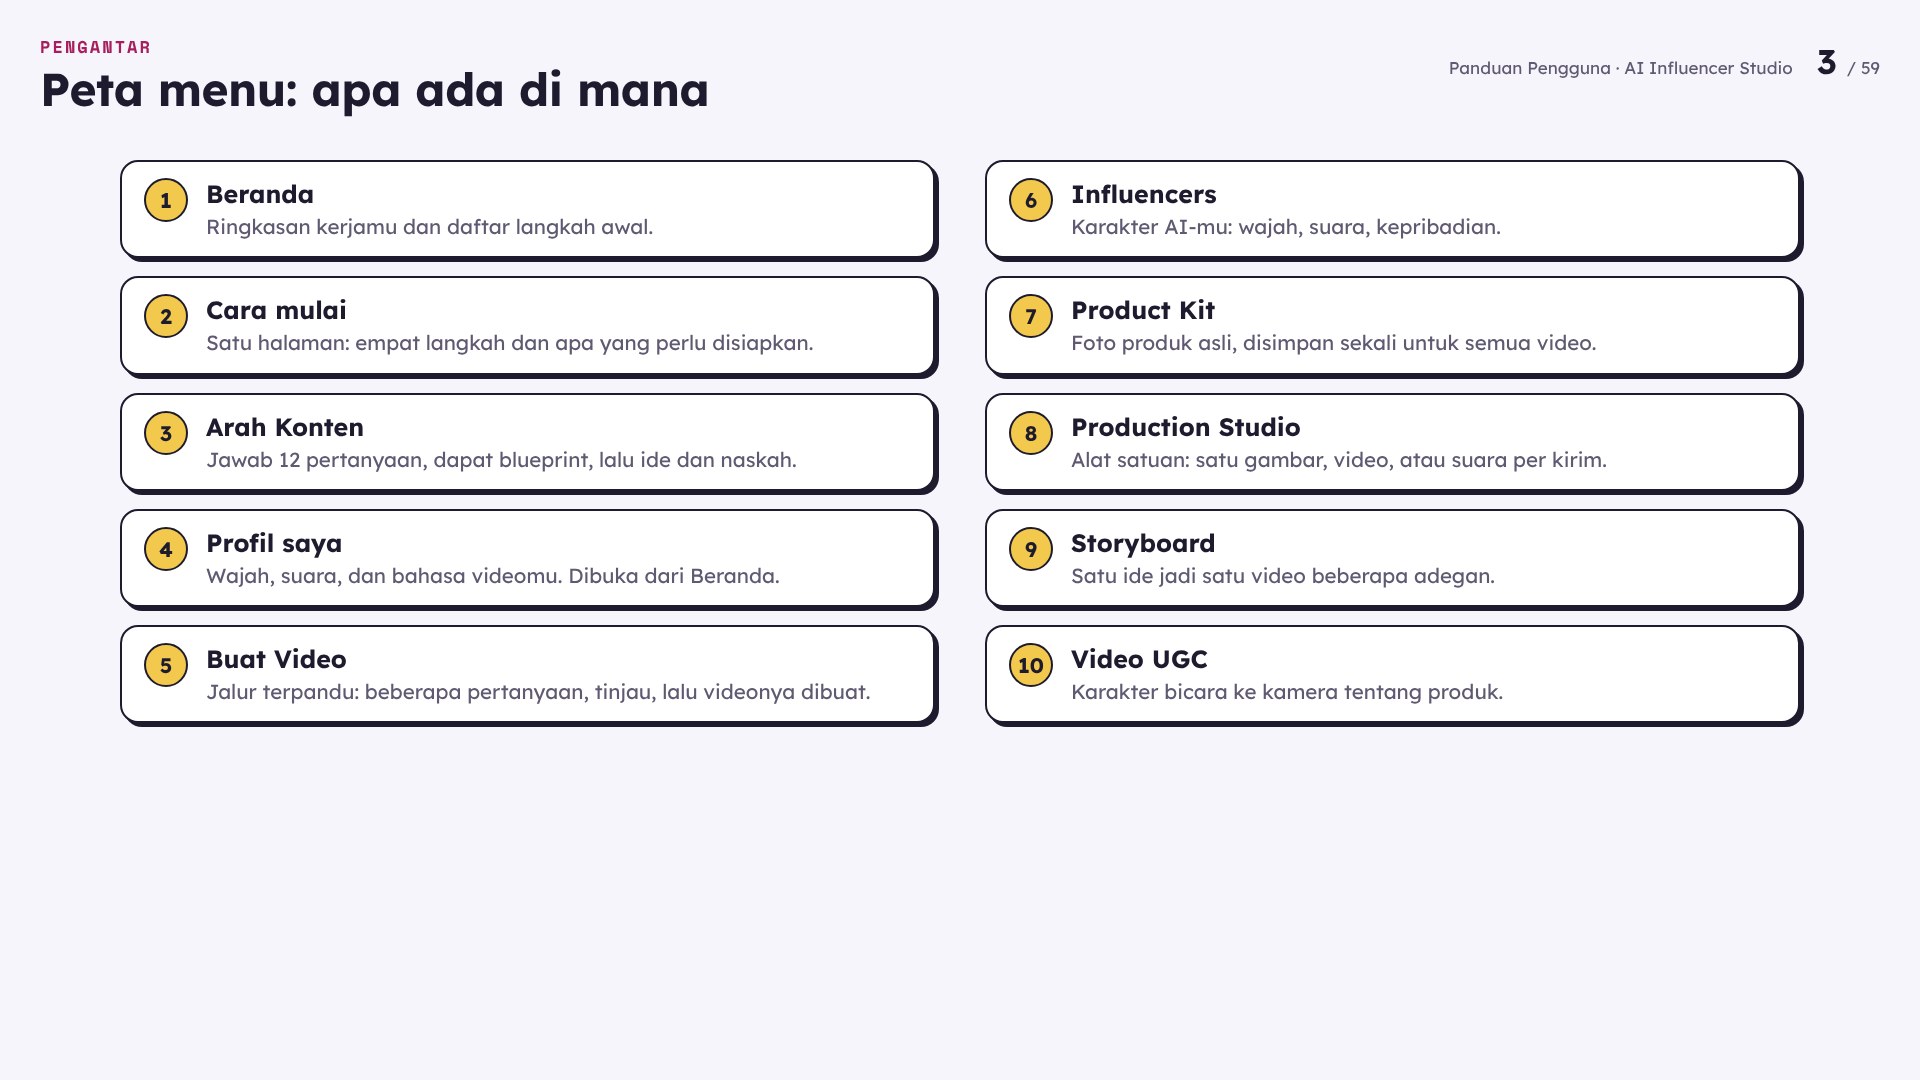 PENGANTAR
Peta menu: apa ada di mana
Panduan Pengguna · AI Influencer Studio 3 / 59
1 Beranda
Ringkasan kerjamu dan daftar langkah awal.
2 Cara mulai
Satu halaman: empat langkah dan apa yang perlu disiapkan.
3 Arah Konten
Jawab 12 pertanyaan, dapat blueprint, lalu ide dan naskah.
4 Profil saya
Wajah, suara, dan bahasa videomu. Dibuka dari Beranda.
5 Buat Video
Jalur terpandu: beberapa pertanyaan, tinjau, lalu videonya dibuat.
6 Influencers
Karakter AI-mu: wajah, suara, kepribadian.
7 Product Kit
Foto produk asli, disimpan sekali untuk semua video.
8 Production Studio
Alat satuan: satu gambar, video, atau suara per kirim.
9 Storyboard
Satu ide jadi satu video beberapa adegan.
10 Video UGC
Karakter bicara ke kamera tentang produk.